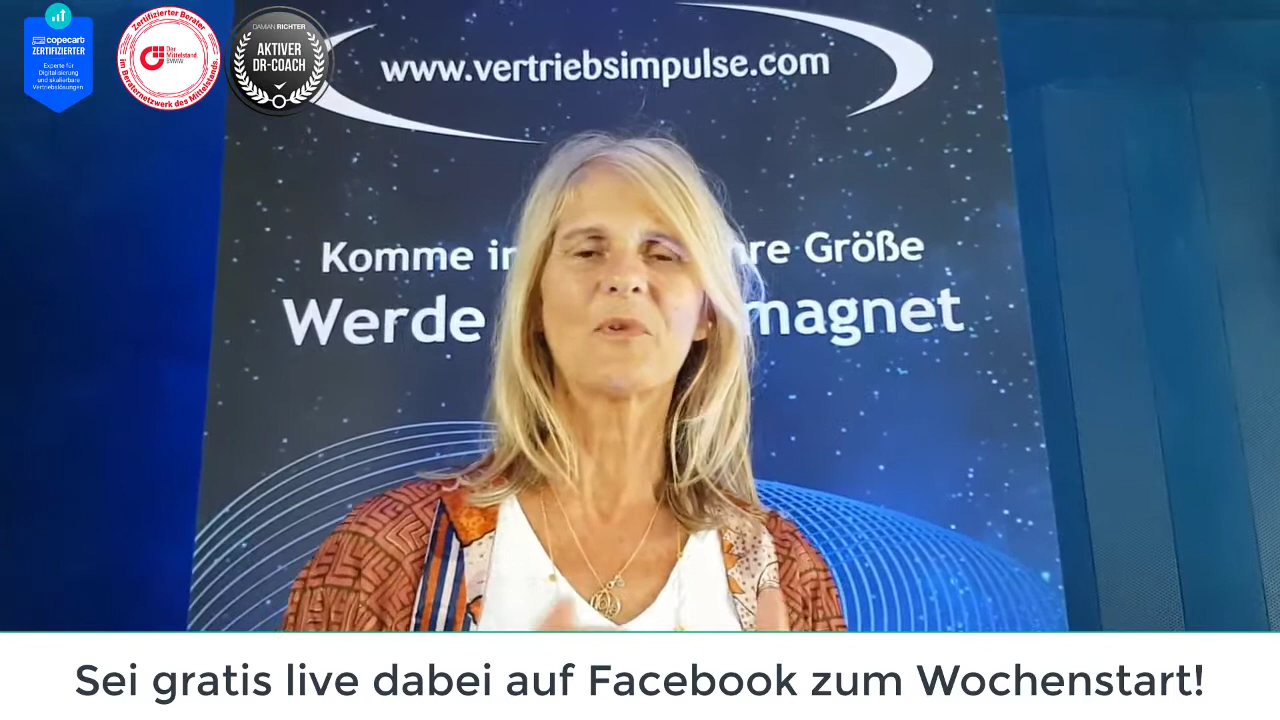 copecart
ZERTIFIZIERTER
Experte für
Digitalisierung
und skalierbare
Vertriebslösungen
Zertifizierter Berater
Der
Mittelstand.
BVMW
im Beraternetzwerk des Mittelstands.
DAMIAN RICHTER
AKTIVER
DR-COACH
www.vertriebsimpulse.com
Komme in hre Größe
Werde magnet
Sei gratis live dabei auf Facebook zum Wochenstart!